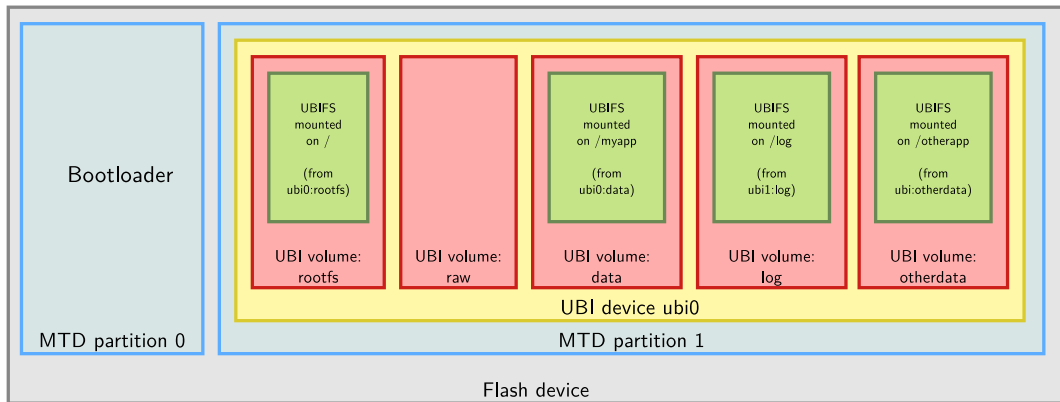 Bootloader
MTD partition 0
UBIFS
mounted
on /
(from
ubi0:rootfs)
UBI volume:
rootfs
UBI volume:
raw
UBIFS
mounted
on /myapp
(from
ubi0:data)
UBI volume:
data
UBIFS
mounted
on /log
(from
ubi1:log)
UBI volume:
log
UBIFS
mounted
on /otherapp
(from
ubi:otherdata)
UBI volume:
otherdata
UBI device ubi0
MTD partition 1
Flash device